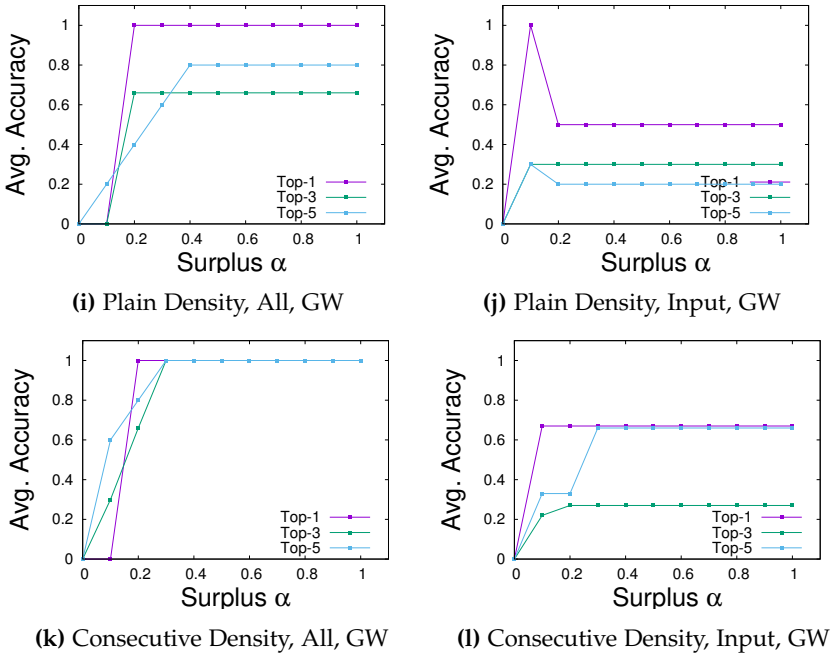 Avg. Accuracy
1
0.8
0.6
0.4
0.2
0
0 0.2 0.4 0.6 0.8 1
Surplus α
Top-1
Top-3
Top-5
(i) Plain Density, All, GW
Avg. Accuracy
1
0.8
0.6
0.4
0.2
0
0 0.2 0.4 0.6 0.8 1
Surplus α
Top-1
Top-3
Top-5
(j) Plain Density, Input, GW
Avg. Accuracy
1
0.8
0.6
0.4
0.2
0
0 0.2 0.4 0.6 0.8 1
Surplus α
Top-1
Top-3
Top-5
(k) Consecutive Density, All, GW
Avg. Accuracy
1
0.8
0.6
0.4
0.2
0
0 0.2 0.4 0.6 0.8 1
Surplus α
Top-1
Top-3
Top-5
(l) Consecutive Density, Input, GW